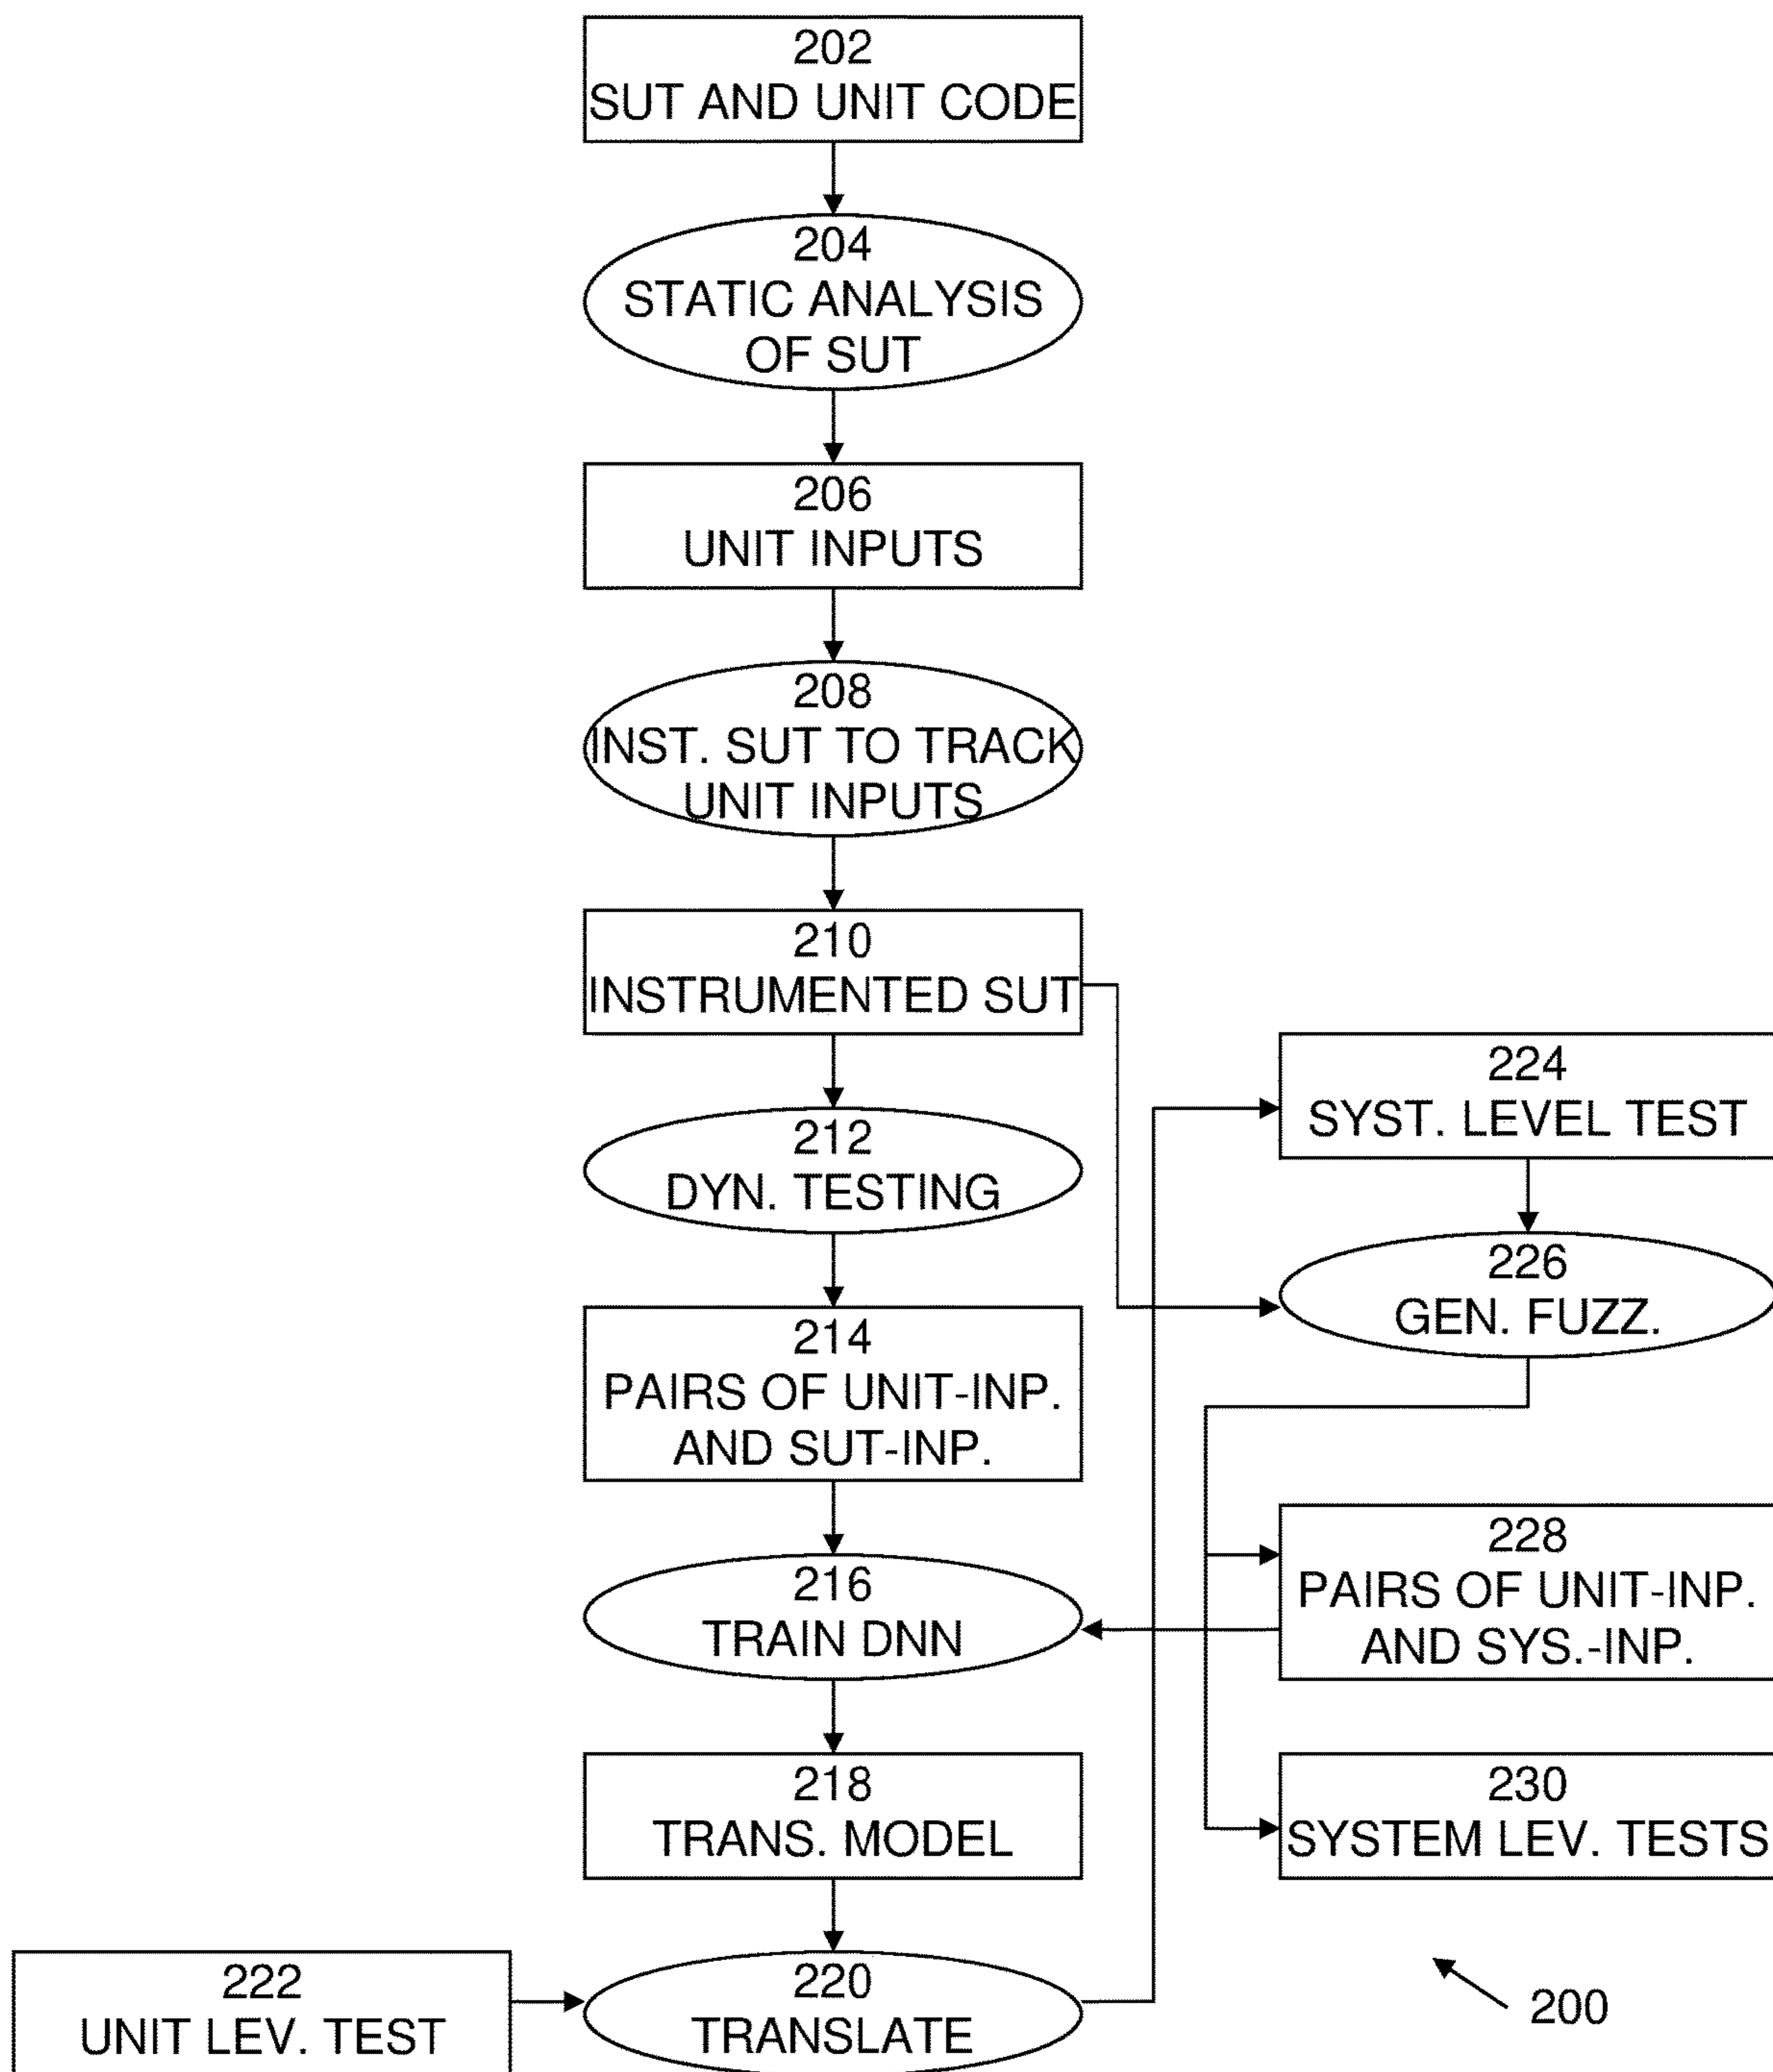 202
SUT AND UNIT CODE
204
STATIC ANALYSIS
OF SUT
206
UNIT INPUTS
208
INST. SUT TO TRACK
UNIT INPUTS
210
INSTRUMENTED SUT
212
DYN. TESTING
214
PAIRS OF UNIT-INP.
AND SUT-INP.
216
TRAIN DNN
218
TRANS. MODEL
220
TRANSLATE
222
UNIT LEV. TEST
224
SYST. LEVEL TEST
226
GEN. FUZZ.
228
PAIRS OF UNIT-INP.
AND SYS.-INP.
230
SYSTEM LEV. TESTS
200